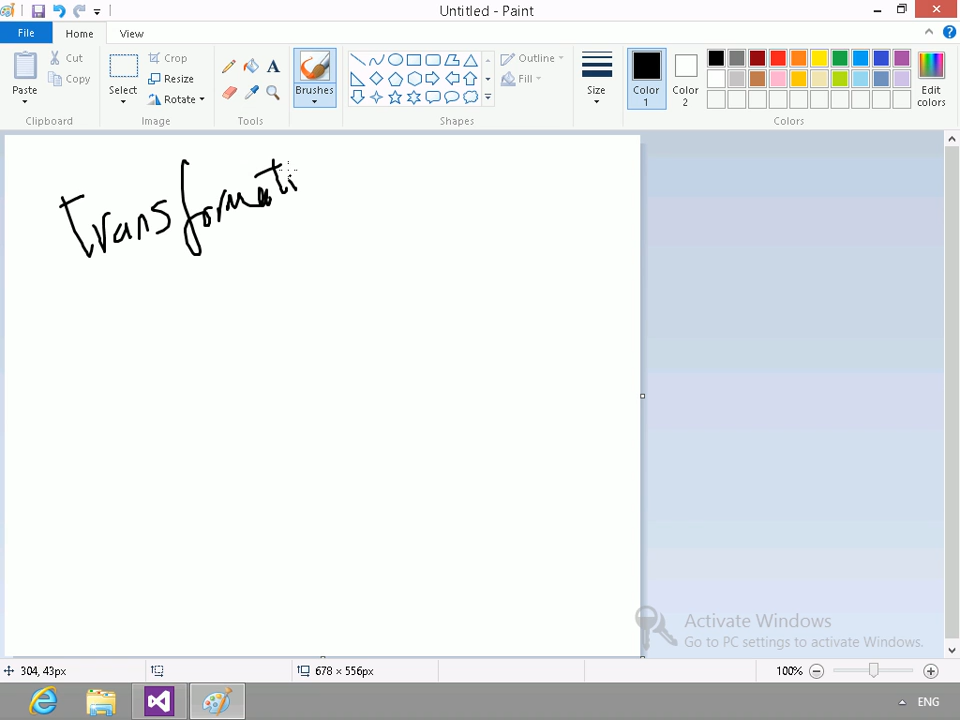 Untitled - Paint
File Home View
Paste
Cut
Copy
Clipboard
Select
Crop
Resize
Rotate
Image
A
Tools
Brushes
Outline
Fill
Shapes
Size
Color 1
Color 2
Edit colors
Colors
transformati
Activate Windows
Go to PC settings to activate Windows.
304, 43px
678 × 556px
100%
ENG